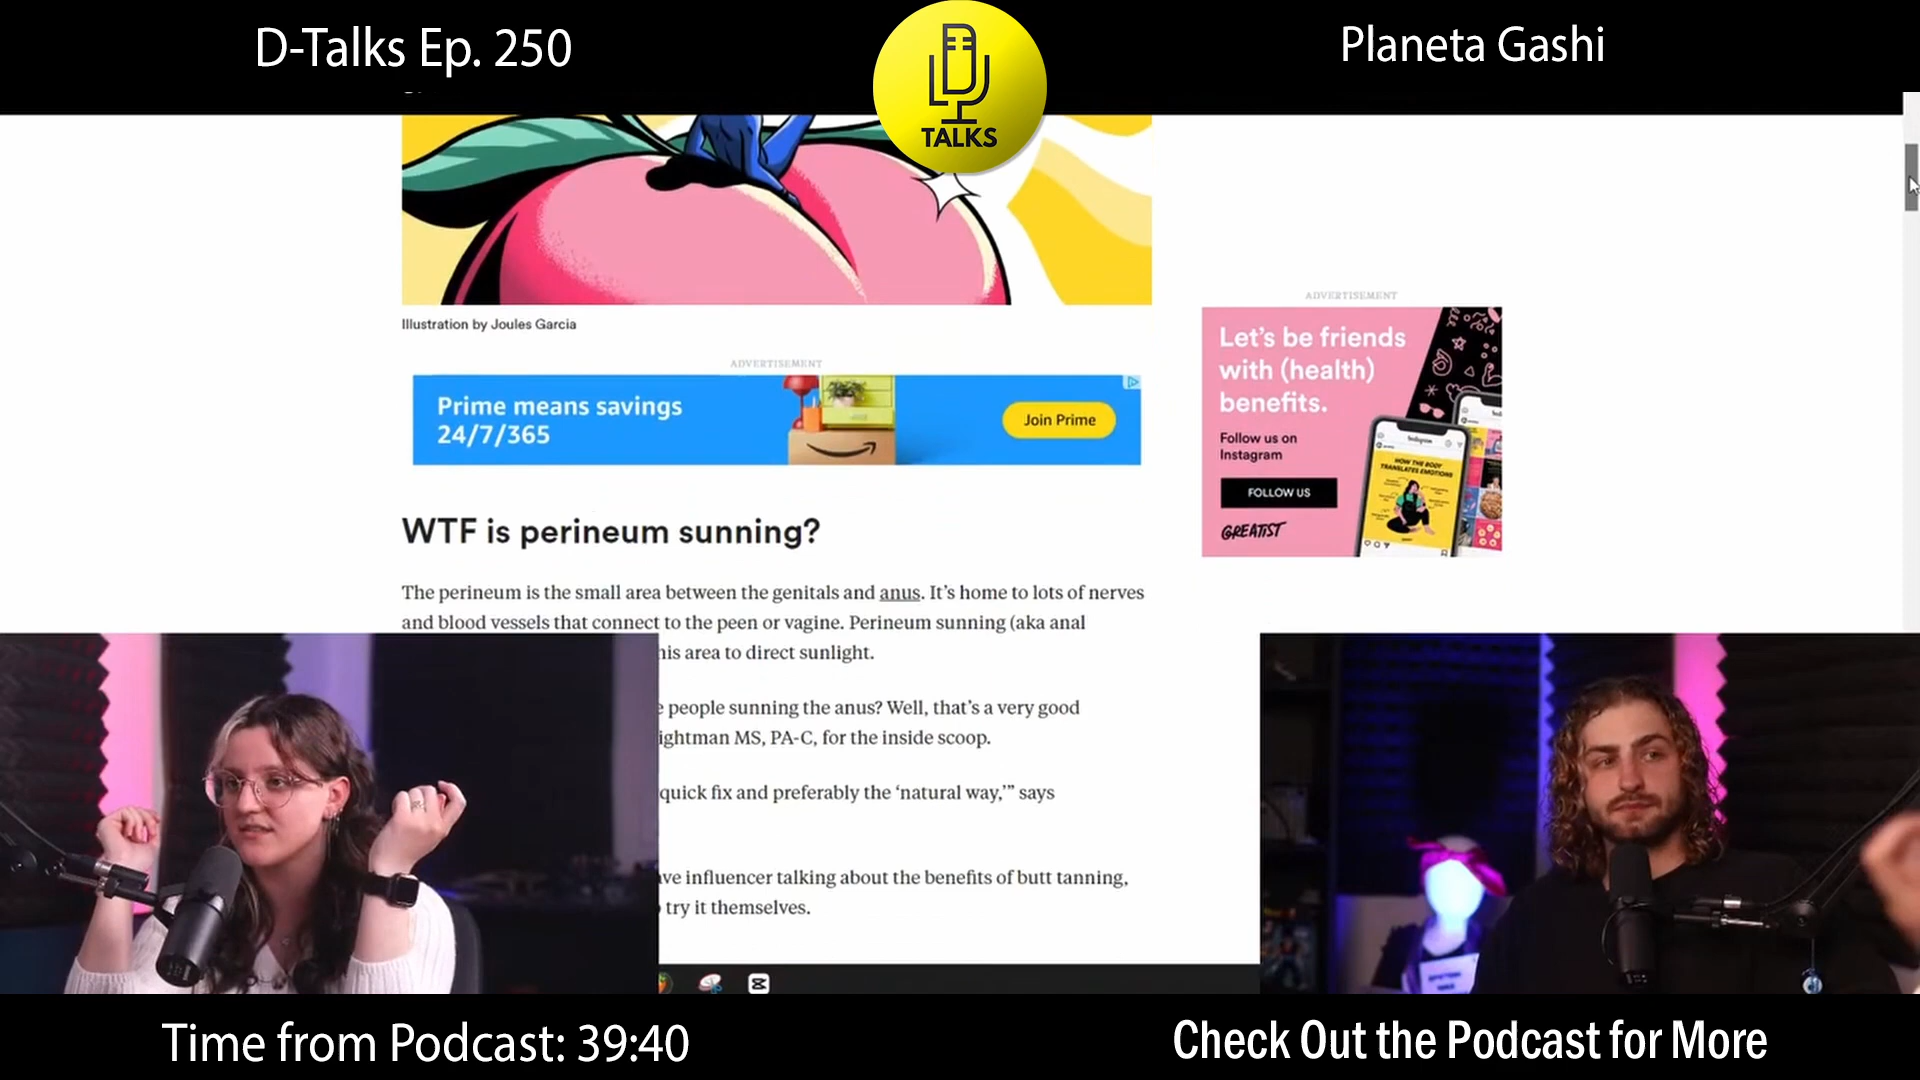 D-Talks Ep. 250
Planeta Gashi
TALKS
Illustration by Joules Garcia
ADVERTISEMENT
Prime means savings
24/7/365
Join Prime
ADVERTISEMENT
Let's be friends
with (health)
benefits.
Follow us on
Instagram
FOLLOW US
GREATIST
HOW THE BODY
TRANSLATES EMOTIONS
WTF is perineum sunning?
The perineum is the small area between the genitals and anus. It's home to lots of nerves
and blood vessels that connect to the peen or vagine. Perineum sunning (aka anal
his area to direct sunlight.
e people sunning the anus? Well, that's a very good
ightman MS, PA-C, for the inside scoop.
quick fix and preferably the 'natural way,'" says
ve influencer talking about the benefits of butt tanning,
try it themselves.
Time from Podcast: 39:40
Check Out the Podcast for More